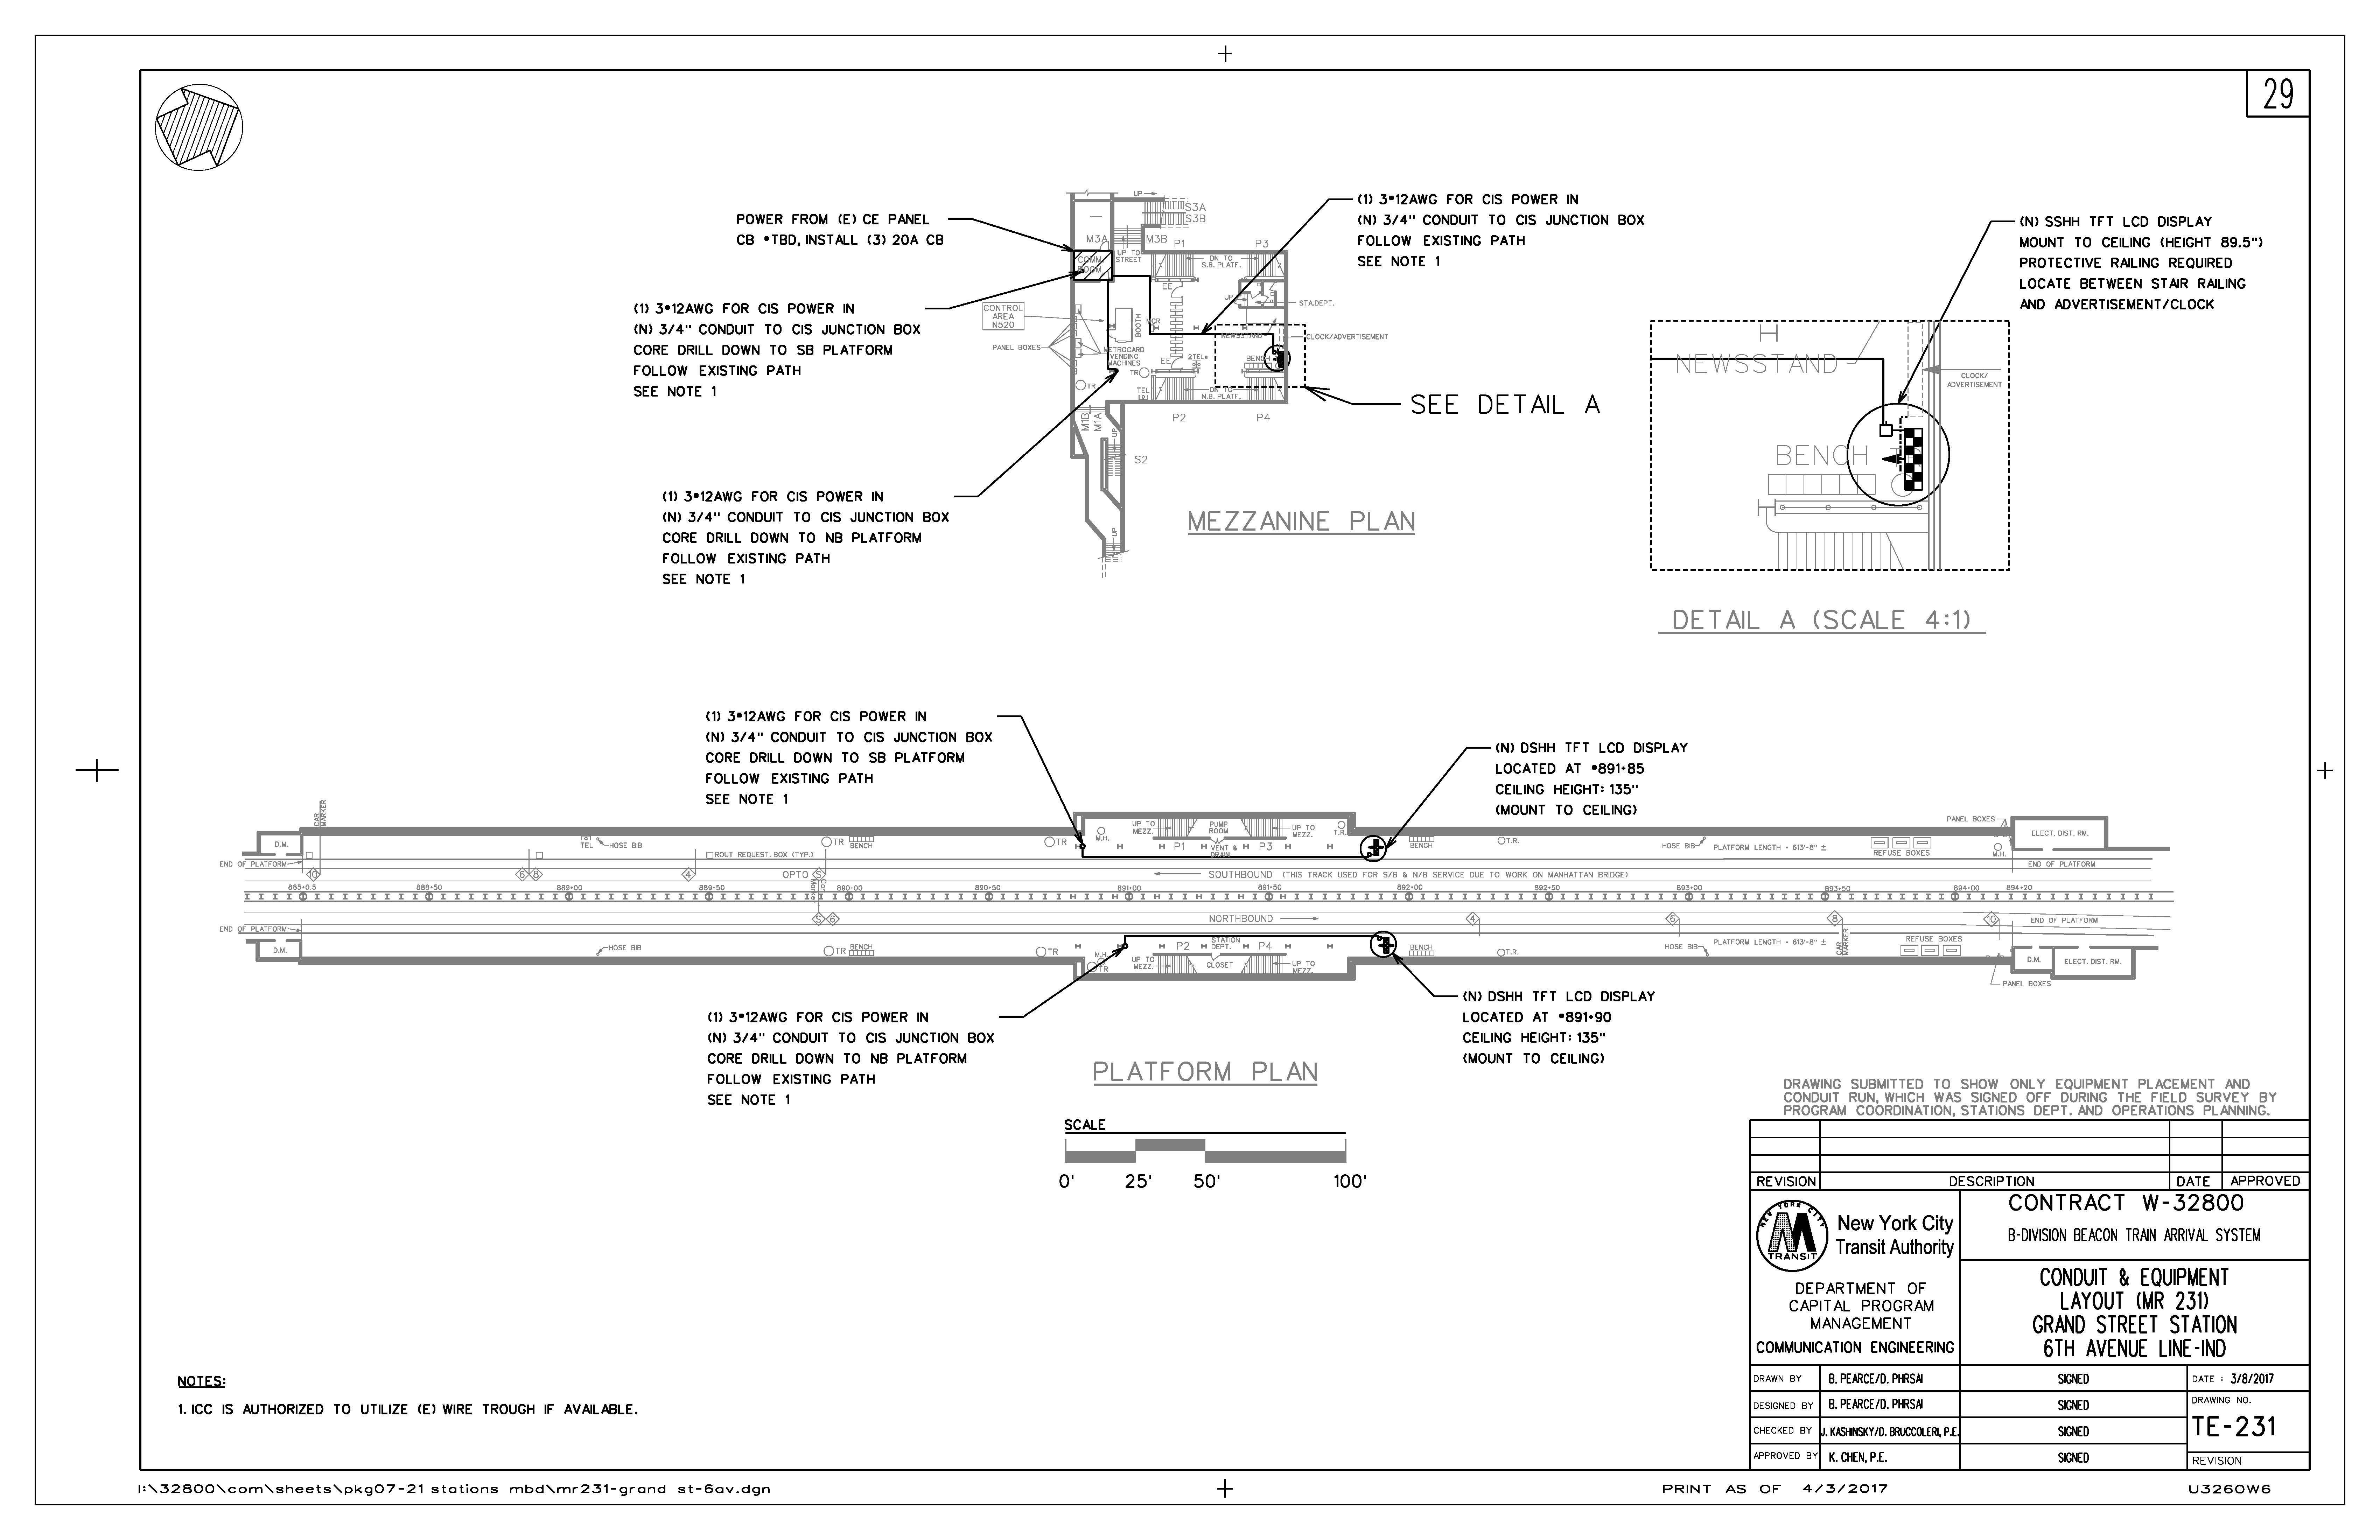 29
POWER FROM (E) CE PANEL
CB #TBD, INSTALL (3) 20A CB
(1) 3#12AWG FOR CIS POWER IN
(N) 3/4" CONDUIT TO CIS JUNCTION BOX
CORE DRILL DOWN TO SB PLATFORM
FOLLOW EXISTING PATH
SEE NOTE 1
(1) 3#12AWG FOR CIS POWER IN
(N) 3/4" CONDUIT TO CIS JUNCTION BOX
CORE DRILL DOWN TO NB PLATFORM
FOLLOW EXISTING PATH
SEE NOTE 1
(1) 3#12AWG FOR CIS POWER IN
(N) 3/4" CONDUIT TO CIS JUNCTION BOX
FOLLOW EXISTING PATH
SEE NOTE 1
UP
S3A
S3B
M3A
M3B
P1
P3
COMM.
ROOM
UP TO
STREET
DN TO
S.B. PLATF.
EE
UP
STA.DEPT.
CONTROL
AREA
N520
BOOTH
MCR
PANEL BOXES
METROCARD
VENDING
MACHINES
NEWSSTAND
CLOCK/ADVERTISEMENT
EE
2TELs
BENCH
TR
TR
TEL
DN TO
N.B. PLATF.
M1B
M1A
P2
P4
UP
S2
UP
SEE DETAIL A
MEZZANINE PLAN
(N) SSHH TFT LCD DISPLAY
MOUNT TO CEILING (HEIGHT 89.5")
PROTECTIVE RAILING REQUIRED
LOCATE BETWEEN STAIR RAILING
AND ADVERTISEMENT/CLOCK
NEWSSTAND
CLOCK/
ADVERTISEMENT
BENCH
DETAIL A (SCALE 4:1)
(1) 3#12AWG FOR CIS POWER IN
(N) 3/4" CONDUIT TO CIS JUNCTION BOX
CORE DRILL DOWN TO SB PLATFORM
FOLLOW EXISTING PATH
SEE NOTE 1
(N) DSHH TFT LCD DISPLAY
LOCATED AT #891+85
CEILING HEIGHT: 135"
(MOUNT TO CEILING)
CAR
MARKER
D.M.
TEL
HOSE BIB
TR
BENCH
TR
M.H.
UP TO
MEZZ.
PUMP
ROOM
UP TO
MEZZ.
T.R.
P1
VENT &
DRAIN
P3
BENCH
T.R.
HOSE BIB
PLATFORM LENGTH = 613'-8" ±
REFUSE BOXES
PANEL BOXES
M.H.
ELECT. DIST. RM.
END OF PLATFORM
ROUT REQUEST. BOX (TYP.)
END OF PLATFORM
10
6
8
4
OPTO
S
SOUTHBOUND (THIS TRACK USED FOR S/B & N/B SERVICE DUE TO WORK ON MANHATTAN BRIDGE)
885+0.5
888+50
889+00
889+50
890+00
890+50
891+00
891+50
892+00
892+50
893+00
893+50
894+00
894+20
S
6
NORTHBOUND
4
6
8
10
END OF PLATFORM
END OF PLATFORM
D.M.
HOSE BIB
TR
BENCH
TR
M.H.
TR
UP TO
MEZZ.
P2
STATION
DEPT.
P4
CLOSET
UP TO
MEZZ.
BENCH
T.R.
HOSE BIB
PLATFORM LENGTH = 613'-8" ±
CAR
MARKER
REFUSE BOXES
D.M.
ELECT. DIST. RM.
PANEL BOXES
(1) 3#12AWG FOR CIS POWER IN
(N) 3/4" CONDUIT TO CIS JUNCTION BOX
CORE DRILL DOWN TO NB PLATFORM
FOLLOW EXISTING PATH
SEE NOTE 1
(N) DSHH TFT LCD DISPLAY
LOCATED AT #891+90
CEILING HEIGHT: 135"
(MOUNT TO CEILING)
PLATFORM PLAN
SCALE
0' 25' 50' 100'
DRAWING SUBMITTED TO SHOW ONLY EQUIPMENT PLACEMENT AND
CONDUIT RUN, WHICH WAS SIGNED OFF DURING THE FIELD SURVEY BY
PROGRAM COORDINATION, STATIONS DEPT. AND OPERATIONS PLANNING.
REVISION DESCRIPTION DATE APPROVED
NEW YORK CITY
TRANSIT
New York City
Transit Authority
DEPARTMENT OF
CAPITAL PROGRAM
MANAGEMENT
COMMUNICATION ENGINEERING
CONTRACT W-32800
B-DIVISION BEACON TRAIN ARRIVAL SYSTEM
CONDUIT & EQUIPMENT
LAYOUT (MR 231)
GRAND STREET STATION
6TH AVENUE LINE-IND
DRAWN BY B. PEARCE/D. PHRSAI SIGNED DATE : 3/8/2017
DESIGNED BY B. PEARCE/D. PHRSAI SIGNED
CHECKED BY J. KASHINSKY/D. BRUCCOLERI, P.E. SIGNED
APPROVED BY K. CHEN, P.E. SIGNED
DRAWING NO.
TE-231
REVISION
NOTES:
1. ICC IS AUTHORIZED TO UTILIZE (E) WIRE TROUGH IF AVAILABLE.
I:\32800\com\sheets\pkg07-21 stations mbd\mr231-grand st-6av.dgn
PRINT AS OF 4/3/2017
U3260W6